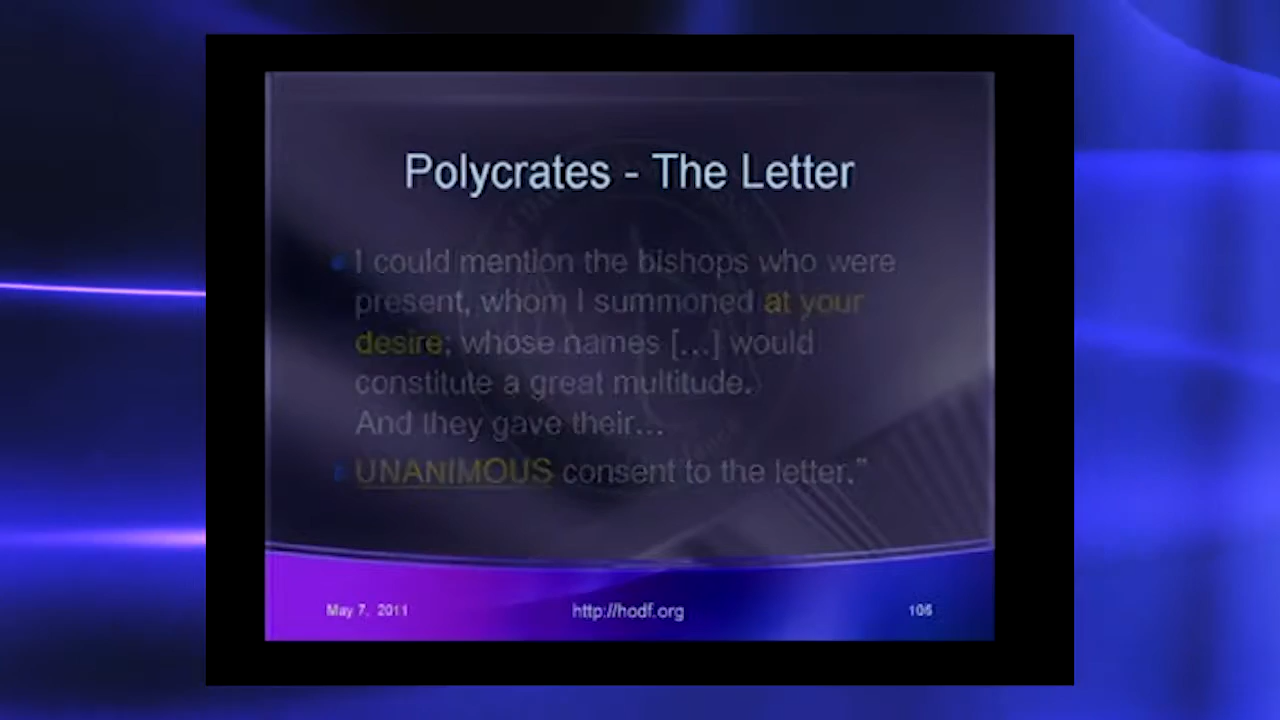 Polycrates - The Letter
I could mention the bishops who were
present, whom I summoned at your
desire; whose names [...] would
constitute a great multitude.
And they gave their...
UNANIMOUS consent to the letter.”
May 7, 2011
http://hodf.org